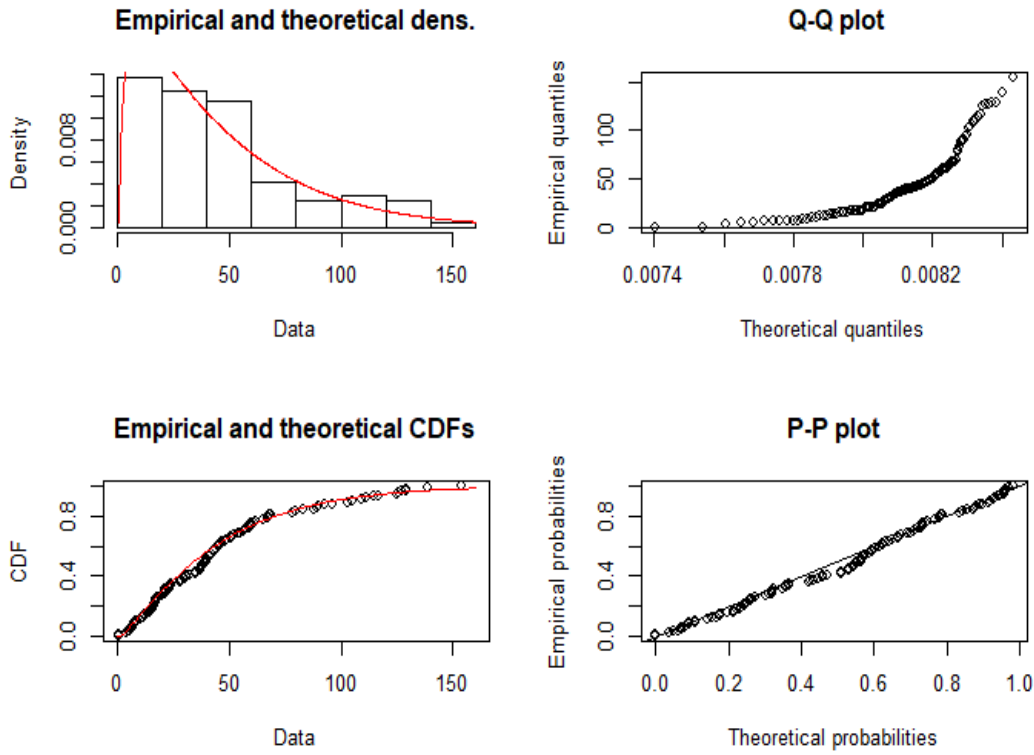 Empirical and theoretical dens.
Density
0.000
0.008
0
50
100
150
Data
Q-Q plot
Empirical quantiles
0
50
100
0.0074
0.0078
0.0082
Theoretical quantiles
Empirical and theoretical CDFs
CDF
0.0
0.4
0.8
0
50
100
150
Data
P-P plot
Empirical probabilities
0.0
0.4
0.8
0.0
0.2
0.4
0.6
0.8
1.0
Theoretical probabilities